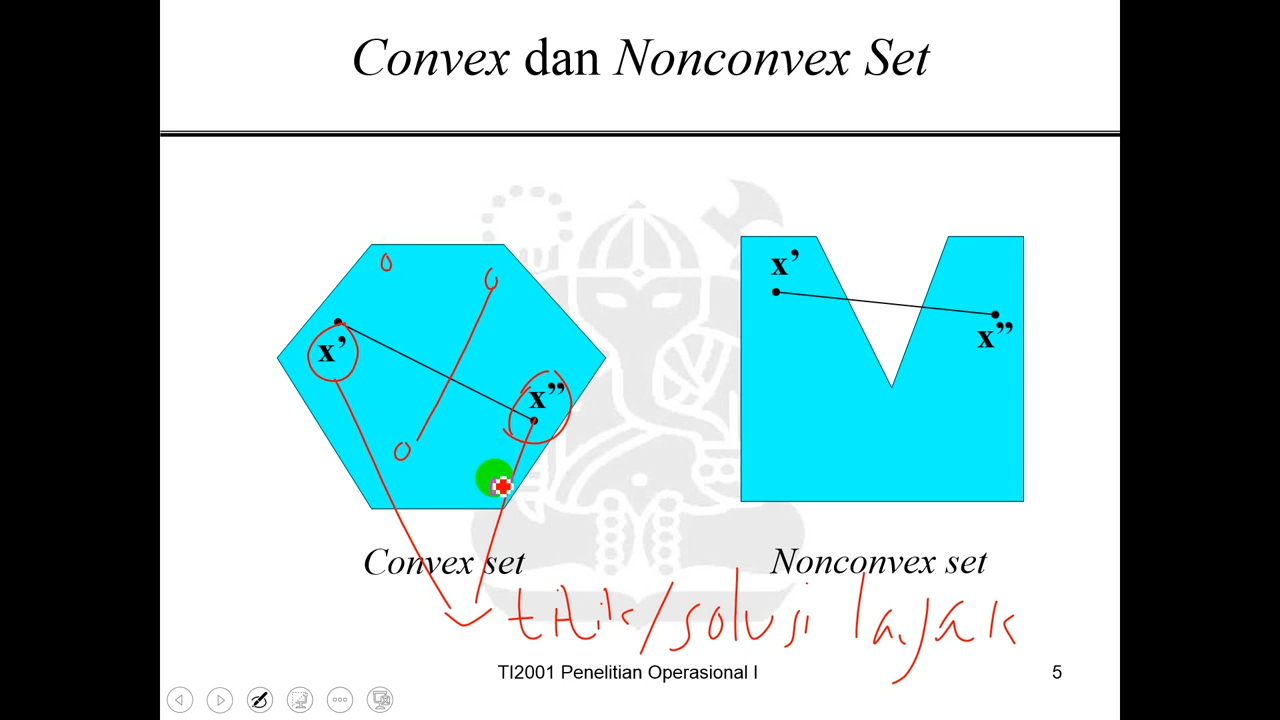 Convex dan Nonconvex Set
x’
x”
x’
x”
Convex set
Nonconvex set
titik/solusi layak
TI2001 Penelitian Operasional I
5